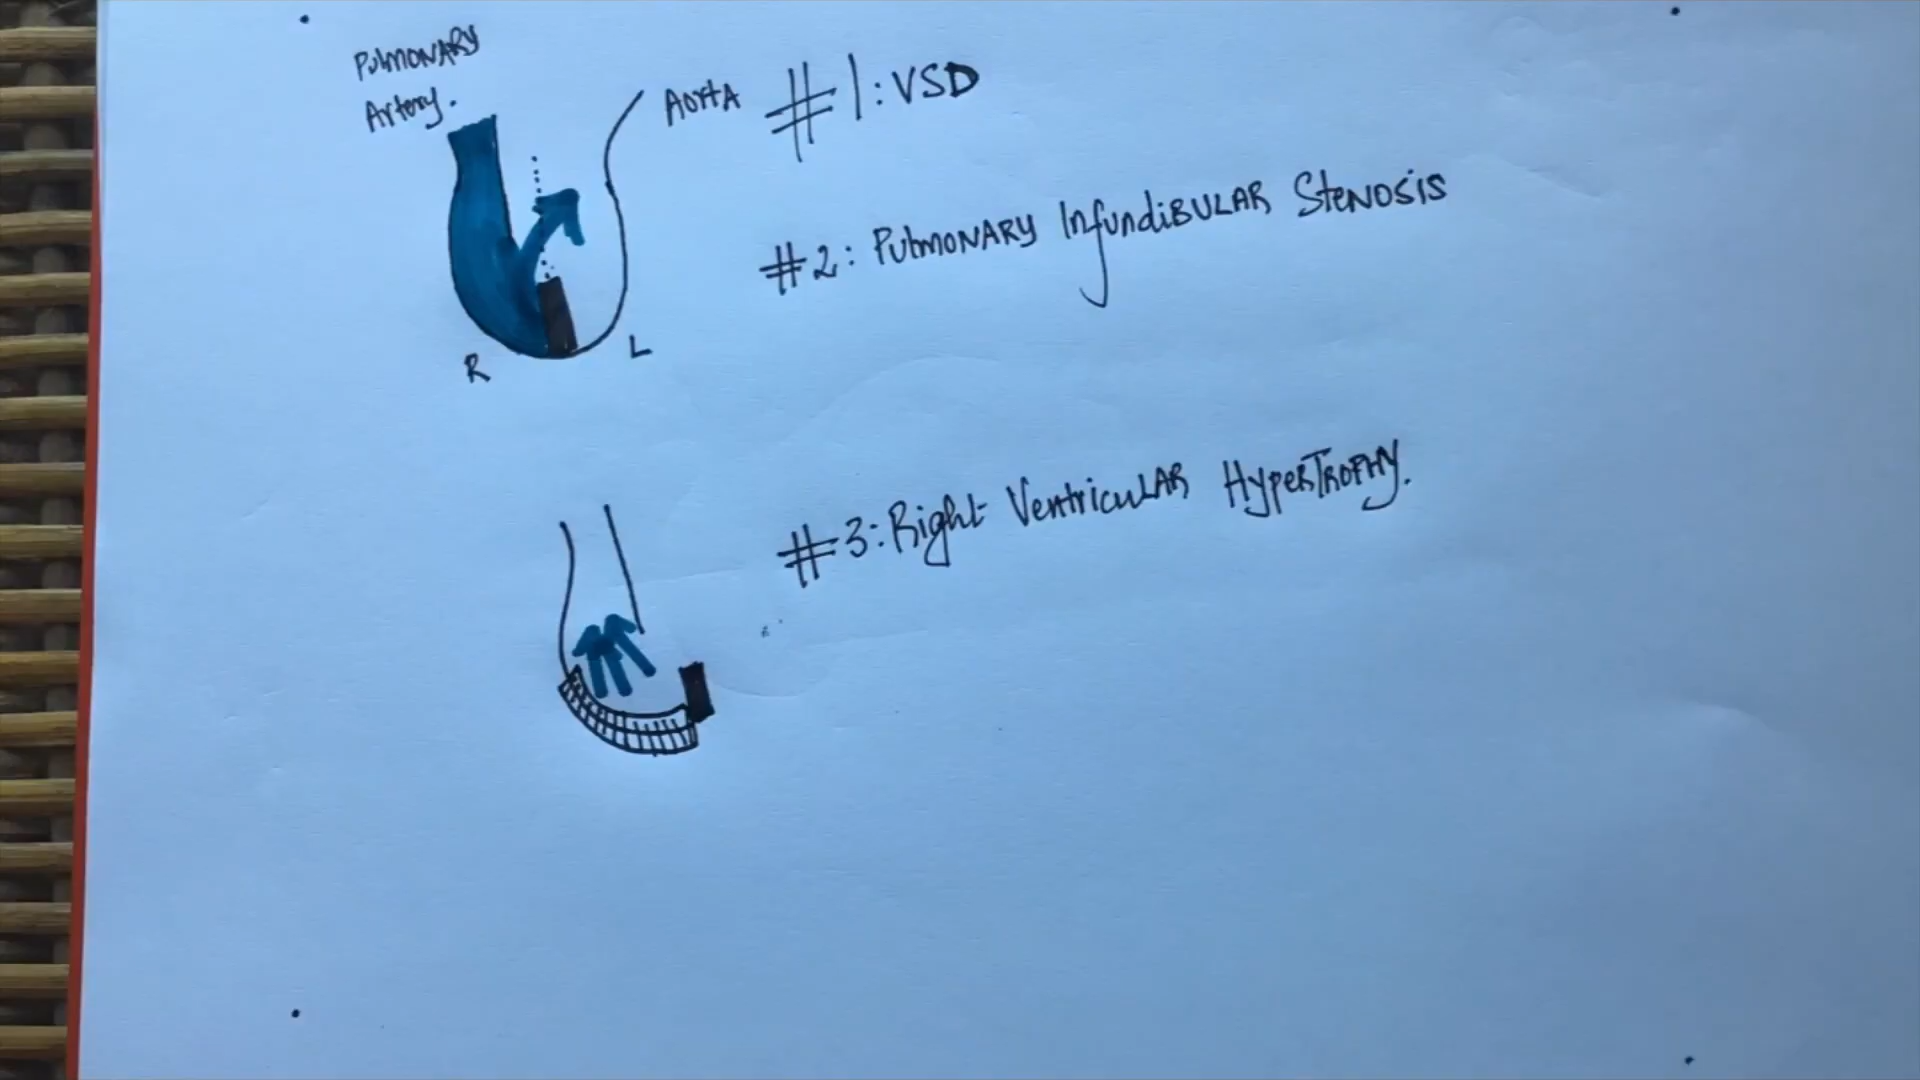 Pulmonary
Artery.
Aorta
#1: VSD
#2: Pulmonary Infundibular Stenosis
R
L
#3: Right Ventricular Hypertrophy.